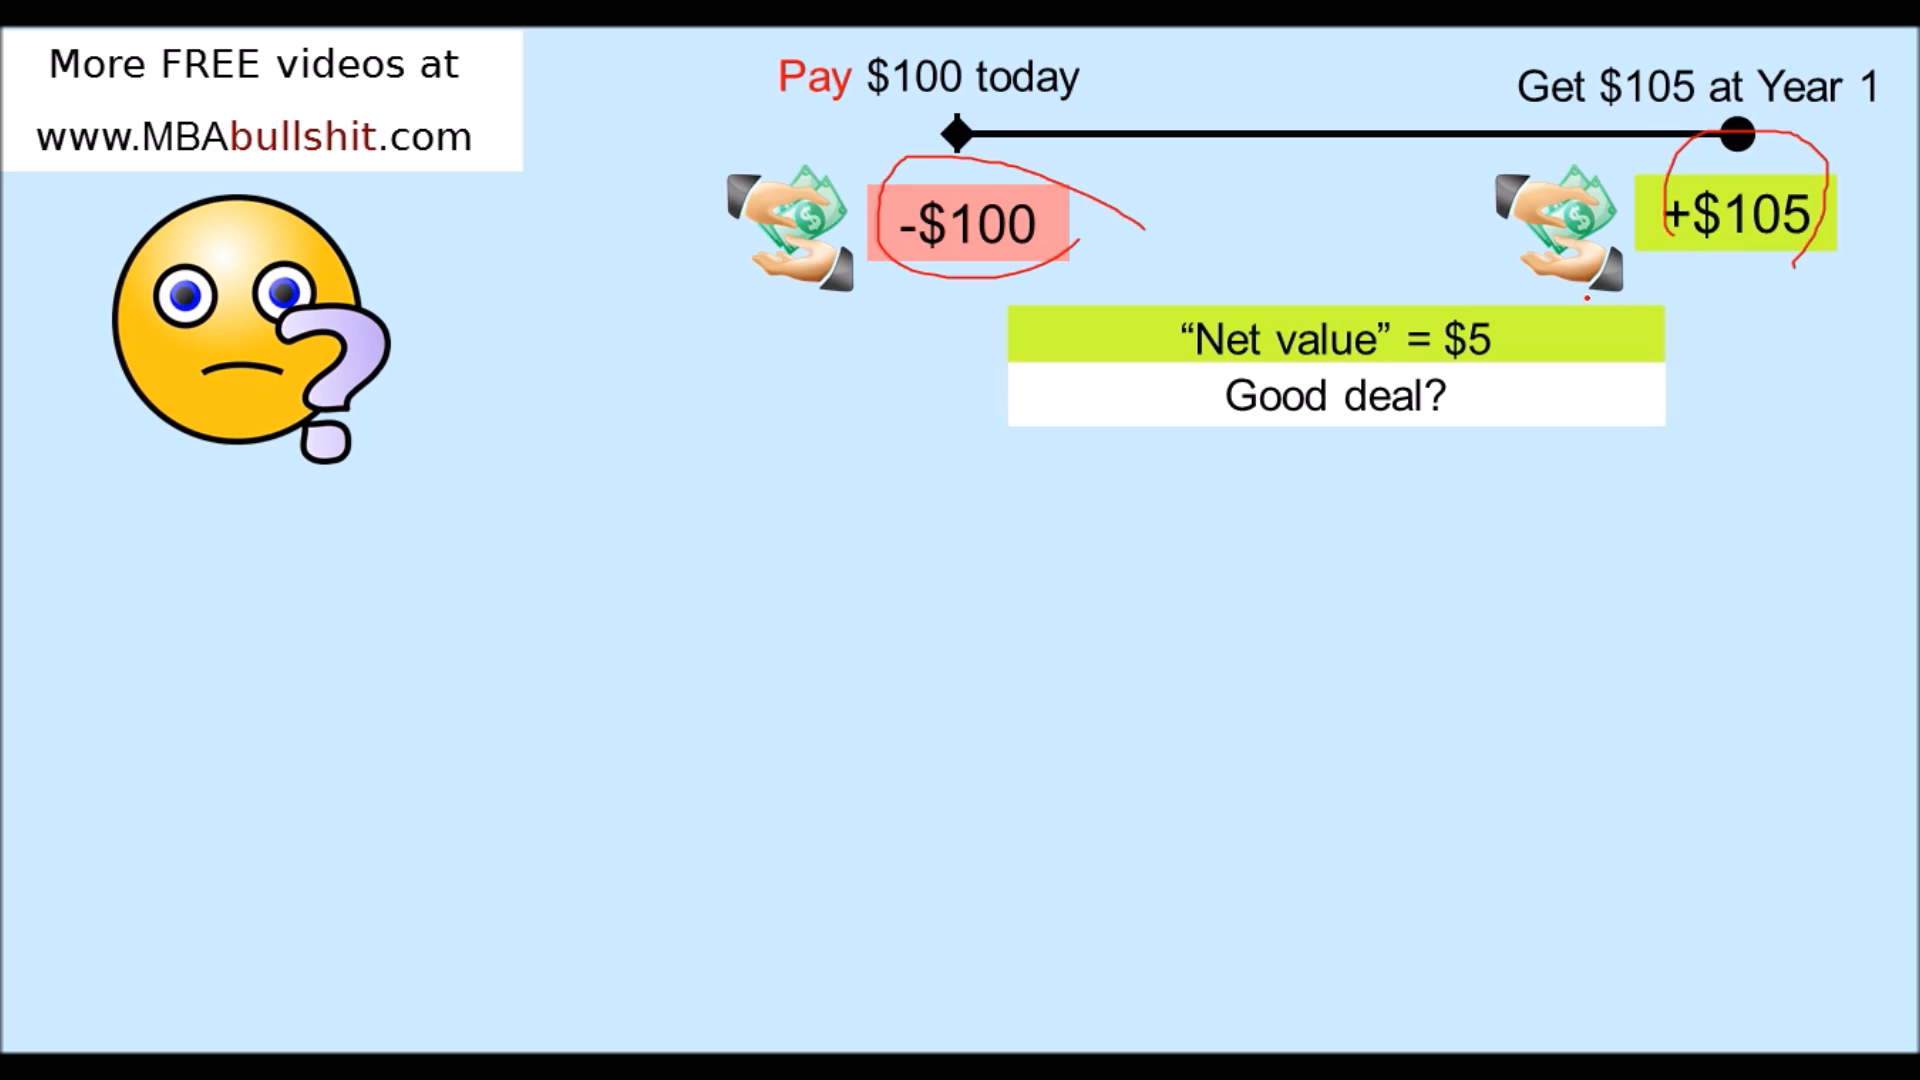 More FREE videos at
www.MBAbullshit.com
Pay $100 today
Get $105 at Year 1
-$100
+$105
“Net value” = $5
Good deal?